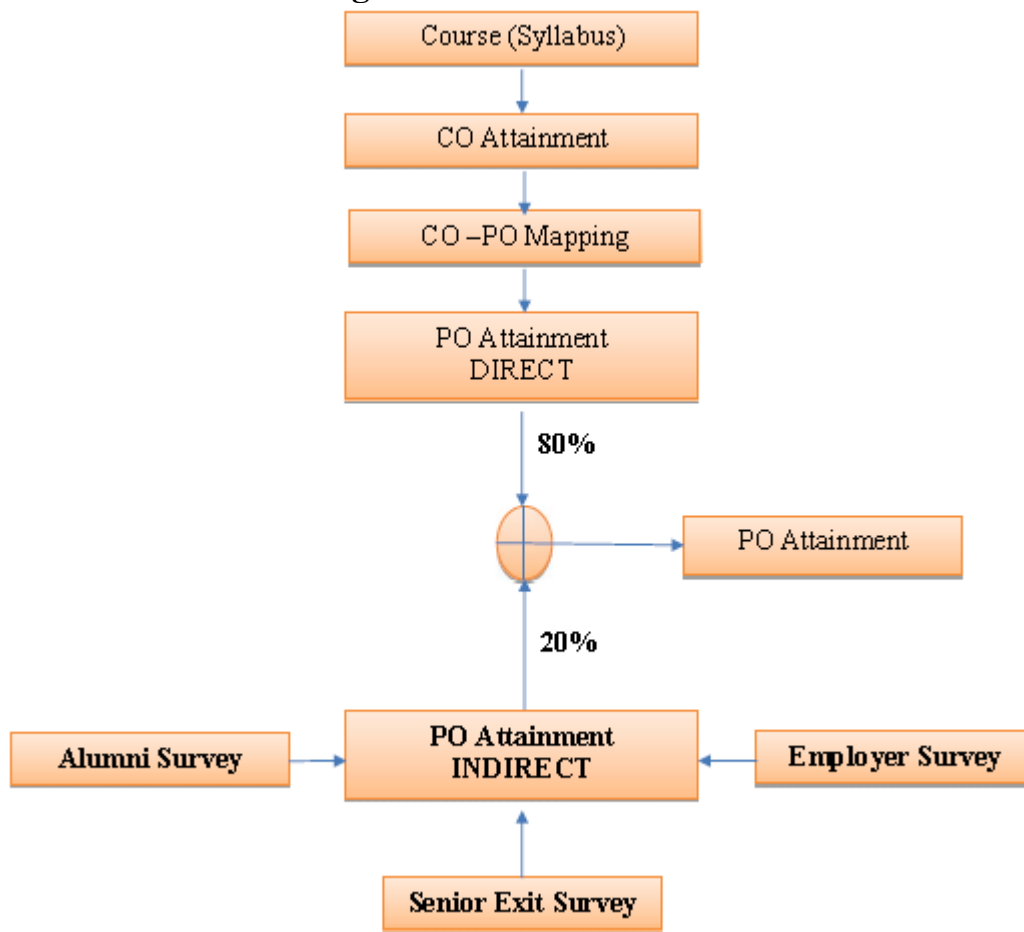 Course (Syllabus)
CO Attainment
CO –PO Mapping
PO Attainment
DIRECT
80%
PO Attainment
20%
PO Attainment
INDIRECT
Alumni Survey
Employer Survey
Senior Exit Survey